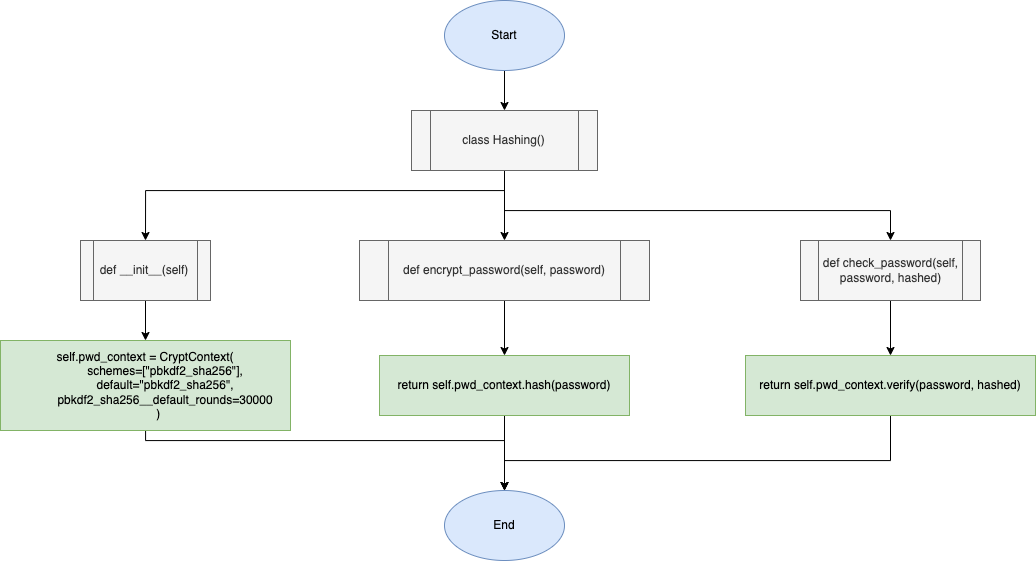 Start
class Hashing()
def __init__(self)
def encrypt_password(self, password)
def check_password(self,
password, hashed)
self.pwd_context = CryptContext(
schemes=["pbkdf2_sha256"],
default="pbkdf2_sha256",
pbkdf2_sha256__default_rounds=30000
)
return self.pwd_context.hash(password)
return self.pwd_context.verify(password, hashed)
End